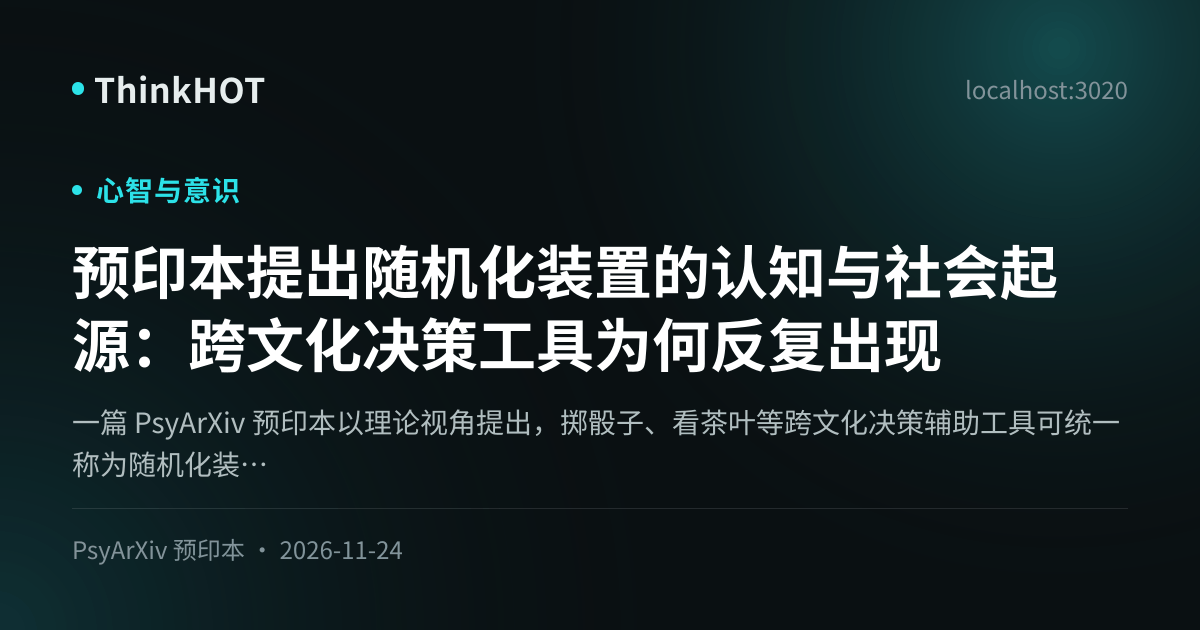 ThinkHOT
localhost:3020
心智与意识
预印本提出随机化装置的认知与社会起
源：跨文化决策工具为何反复出现
一篇 PsyArXiv 预印本以理论视角提出，掷骰子、看茶叶等跨文化决策辅助工具可统一
称为随机化装…
PsyArXiv 预印本 · 2026-11-24